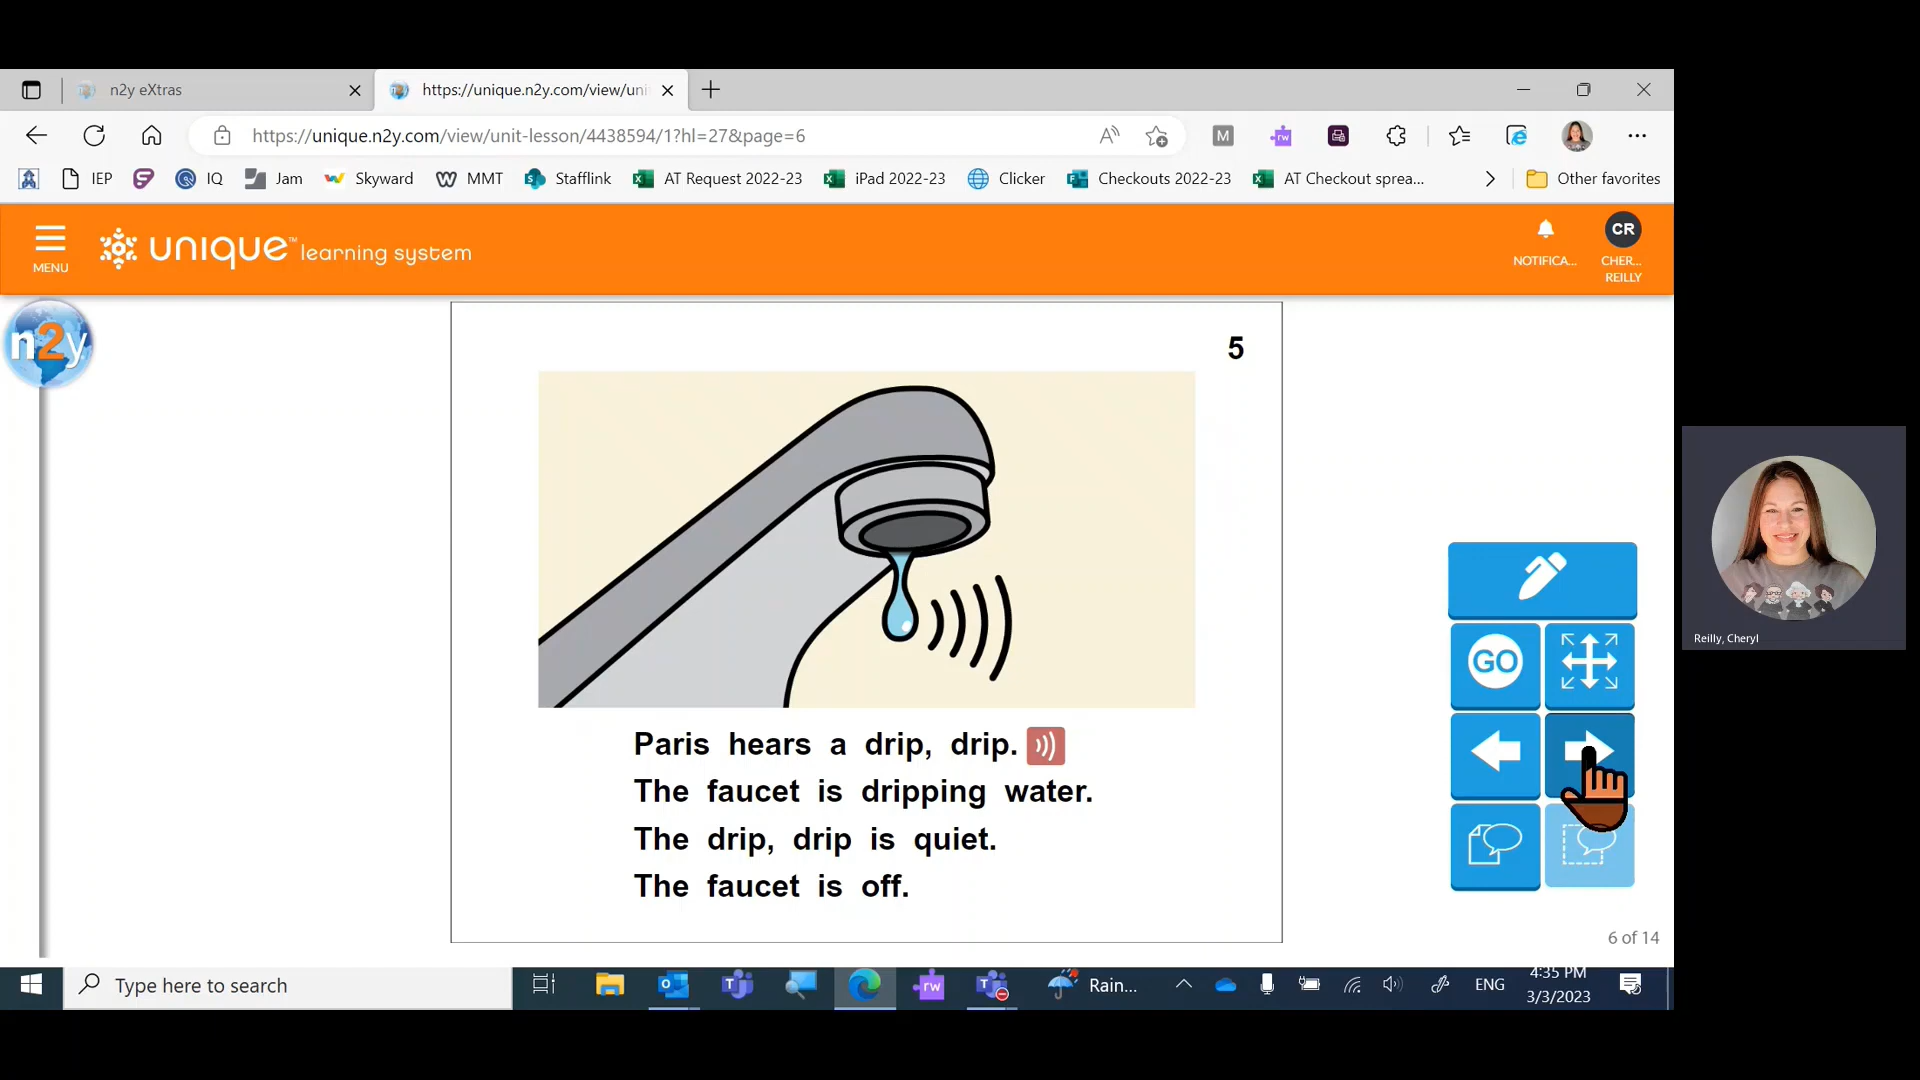 n2y eXtras
https://unique.n2y.com/view/uni
https://unique.n2y.com/view/unit-lesson/4438594/1?hl=27&page=6
M
rw
IEP
IQ
Jam
Skyward
MMT
Stafflink
AT Request 2022-23
iPad 2022-23
Clicker
Checkouts 2022-23
AT Checkout sprea...
Other favorites
MENU
unique™ learning system
NOTIFICA...
CR
CHER...
REILLY
n2y
5
Paris hears a drip, drip.
The faucet is dripping water.
The drip, drip is quiet.
The faucet is off.
GO
Reilly, Cheryl
6 of 14
Type here to search
rw
Rain...
ENG
4:35 PM
3/3/2023